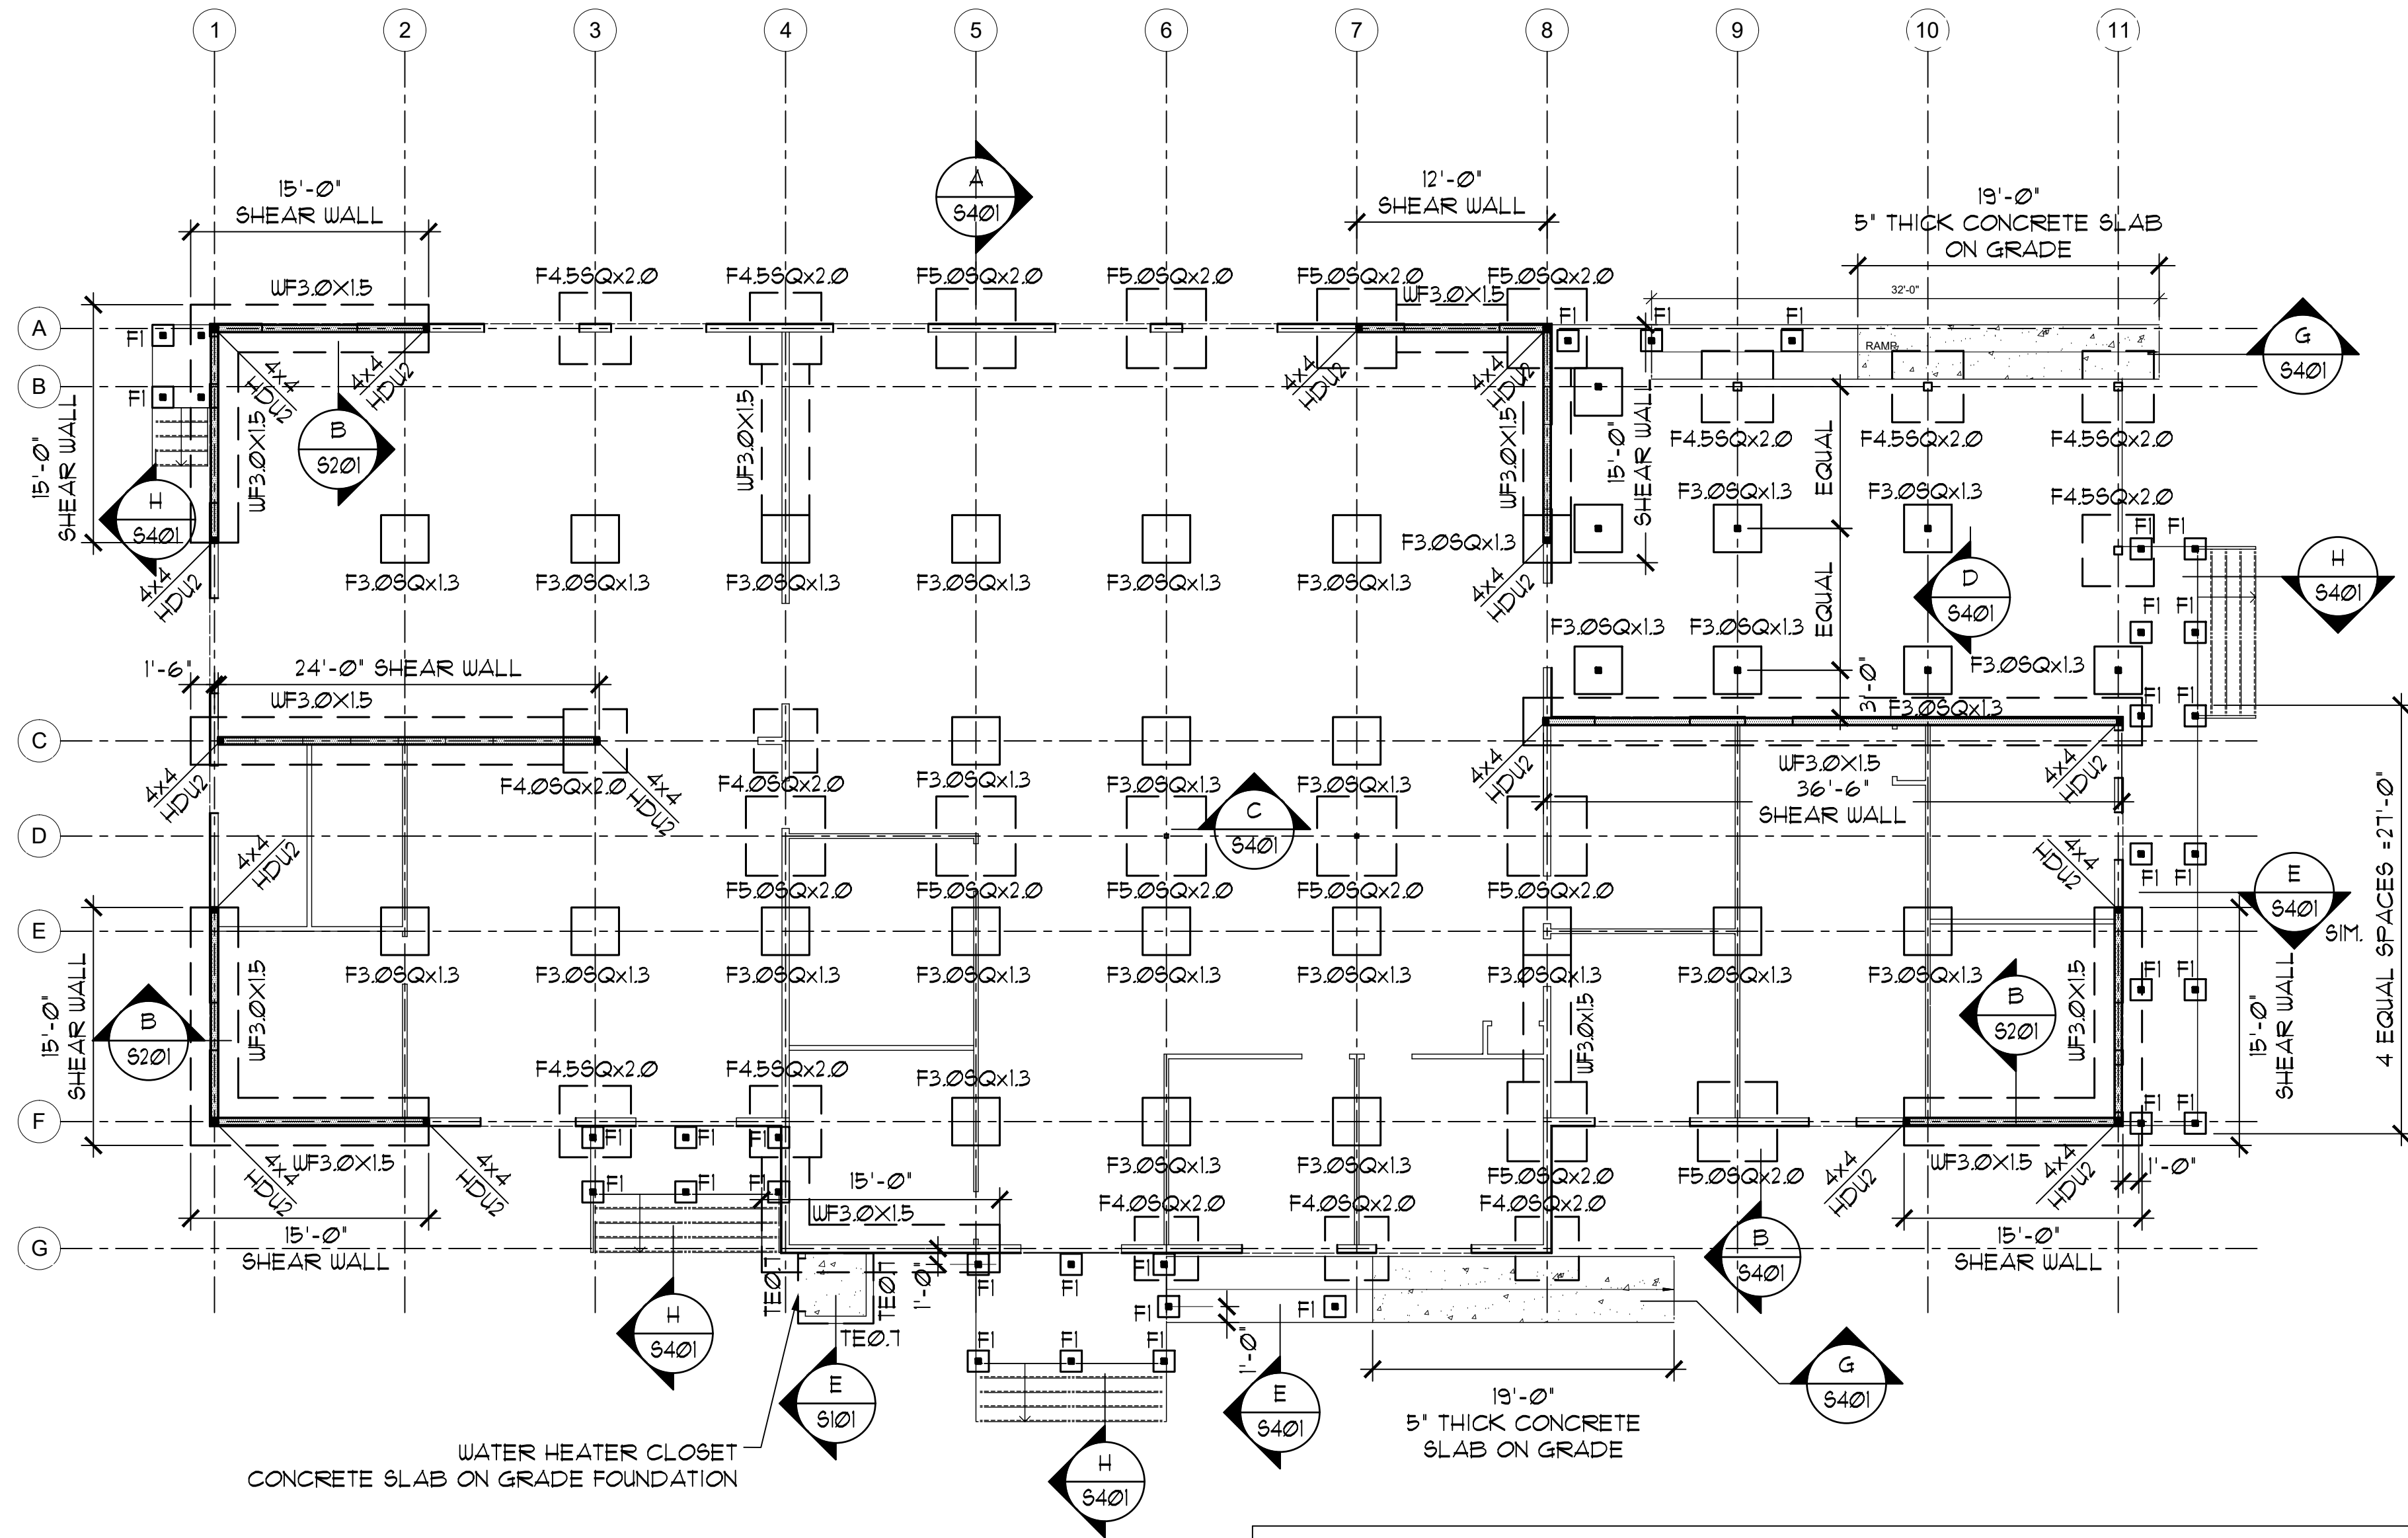 1 2 3 4 5 6 7 8 9 10 11
A
S401
15'-0"
SHEAR WALL
12'-0"
SHEAR WALL
19'-0"
5" THICK CONCRETE SLAB
ON GRADE
32'-0"
WF3.0X1.5
F4.5SQx2.0 F4.5SQx2.0 F5.0SQx2.0 F5.0SQx2.0 F5.0SQx2.0 F5.0SQx2.0
WF3.0X1.5
F1 F1 F1
A
F1
RAMP
G
S401
4x4
HDU2
4x4
HDU2
4x4
HDU2
4x4
HDU2
B
F1
15'-0"
SHEAR WALL
WF3.0X1.5
B
S201
WF3.0X1.5
WF3.0X1.5
15'-0"
SHEAR WALL
F4.5SQx2.0 F4.5SQx2.0 F4.5SQx2.0
EQUAL
F3.0SQx1.3 F3.0SQx1.3 F4.5SQx2.0
H
S401
F1 F1
F3.0SQx1.3
H
S401
D
S401
F3.0SQx1.3 F3.0SQx1.3 F3.0SQx1.3 F3.0SQx1.3 F3.0SQx1.3 F3.0SQx1.3
4x4
HDU2
4x4
HDU2
EQUAL
F1 F1
F3.0SQx1.3 F3.0SQx1.3 F3.0SQx1.3
1'-6"
24'-0" SHEAR WALL
WF3.0X1.5
3'-0"
F3.0SQx1.3
F1 F1
C
4x4
HDU2
F4.0SQx2.0
4x4
HDU2
F4.0SQx2.0 F3.0SQx1.3 F3.0SQx1.3 F3.0SQx1.3
4x4
HDU2
WF3.0X1.5
36'-6"
SHEAR WALL
4x4
HDU2
C
S401
D
4x4
HDU2
4x4
HDU2
F1 F1
F5.0SQx2.0 F5.0SQx2.0 F5.0SQx2.0 F5.0SQx2.0 F5.0SQx2.0
E
S401
SIM.
4 EQUAL SPACES =27'-0"
E
F3.0SQx1.3 F3.0SQx1.3 F3.0SQx1.3 F3.0SQx1.3 F3.0SQx1.3 F3.0SQx1.3 F3.0SQx1.3 F3.0SQx1.3 F3.0SQx1.3
F1 F1
15'-0"
SHEAR WALL
B
S201
WF3.0X1.5
WF3.0x1.5
B
S201
WF3.0X1.5
15'-0"
SHEAR WALL
F4.5SQx2.0 F4.5SQx2.0 F3.0SQx1.3
F1 F1
F
F1 F1 F1
WF3.0X1.5
4x4
HDU2
4x4
HDU2
F3.0SQx1.3 F3.0SQx1.3 F5.0SQx2.0 F5.0SQx2.0
4x4
HDU2
WF3.0X1.5
4x4
HDU2
1'-0"
F1 F1 F1
15'-0"
WF3.0X1.5
F4.0SQx2.0 F4.0SQx2.0 F4.0SQx2.0
15'-0"
SHEAR WALL
15'-0"
SHEAR WALL
B
S401
G
TE0.7
TE0.7
TE0.7
1'-0"
F1 F1 F1
F1 F1
1'-0"
F1 F1 F1
H
S401
E
S101
E
S401
G
S401
19'-0"
5" THICK CONCRETE
SLAB ON GRADE
WATER HEATER CLOSET
CONCRETE SLAB ON GRADE FOUNDATION
H
S401